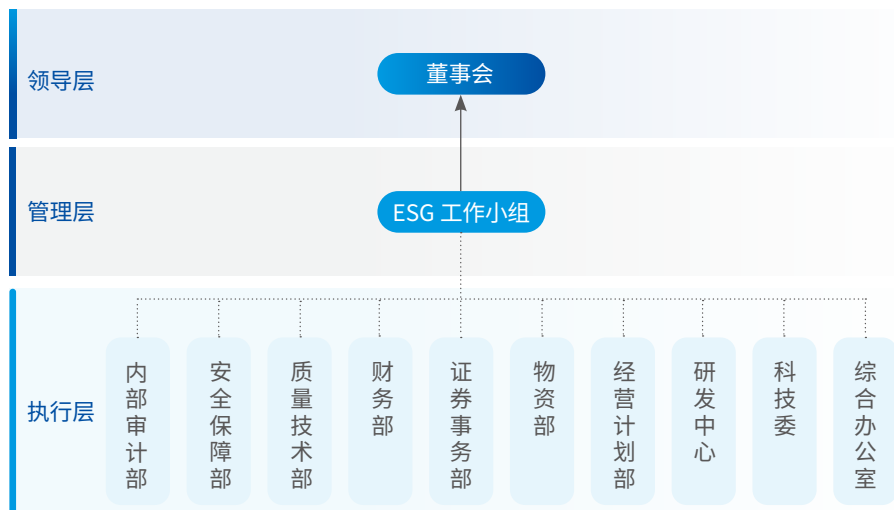 领导层
董事会
管理层
ESG 工作小组
执行层
内部审计部
安全保障部
质量技术部
财务部
证券事务部
物资部
经营计划部
研发中心
科技委
综合办公室